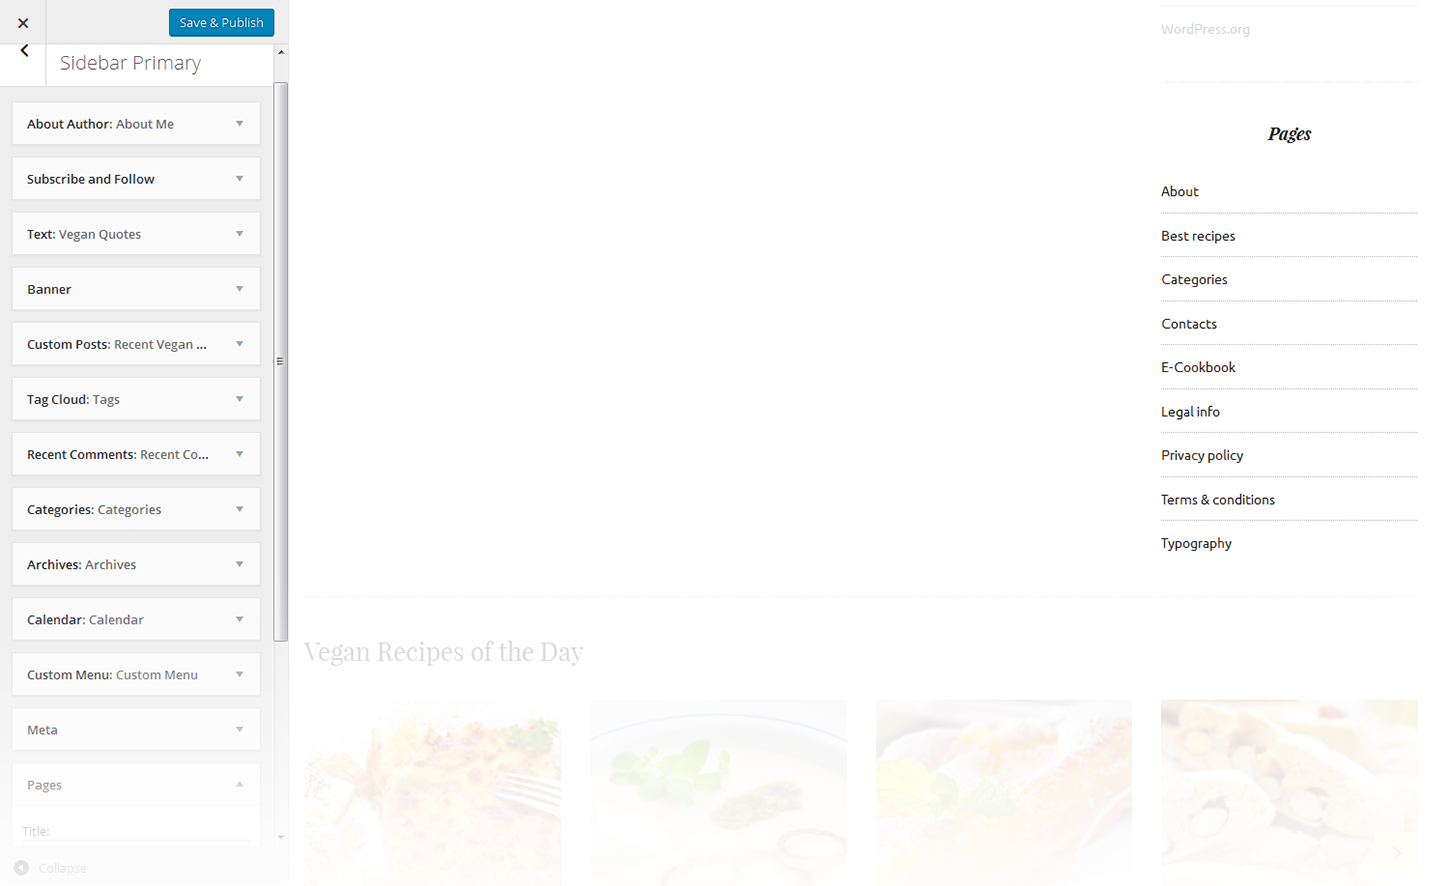 Save & Publish
Sidebar Primary
About Author: About Me
Subscribe and Follow
Text: Vegan Quotes
Banner
Custom Posts: Recent Vegan ...
Tag Cloud: Tags
Recent Comments: Recent Co...
Categories: Categories
Archives: Archives
Calendar: Calendar
Custom Menu: Custom Menu
Meta
Pages
Title:
Collapse
WordPress.org
Pages
About
Best recipes
Categories
Contacts
E-Cookbook
Legal info
Privacy policy
Terms & conditions
Typography
Vegan Recipes of the Day